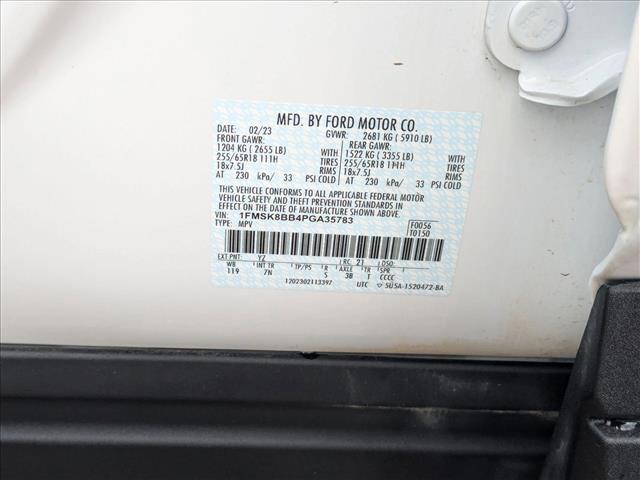 MFD. BY FORD MOTOR CO.
DATE: 02/23 GVWR: 2681 KG ( 5910 LB)
FRONT GAWR: REAR GAWR:
1204 KG ( 2655 LB) WITH 1522 KG ( 3355 LB) WITH
255/65R18 111H TIRES 255/65R18 111H TIRES
18x7.5J RIMS 18x7.5J RIMS
AT 230 kPa/ 33 PSI COLD AT 230 kPa/ 33 PSI COLD
THIS VEHICLE CONFORMS TO ALL APPLICABLE FEDERAL MOTOR
VEHICLE SAFETY AND THEFT PREVENTION STANDARDS IN
EFFECT ON THE DATE OF MANUFACTURE SHOWN ABOVE.
VIN: 1FMSK8BB4PGA35783 F0056
TYPE: MPV T0150
EXT PNT: YZ RC: 21 DSO:
WB INT TR TP/PS R AXLE TR SPR
119 7N S 3B T CCCC
1202302113397 UTC 5U5A-1520472-BA